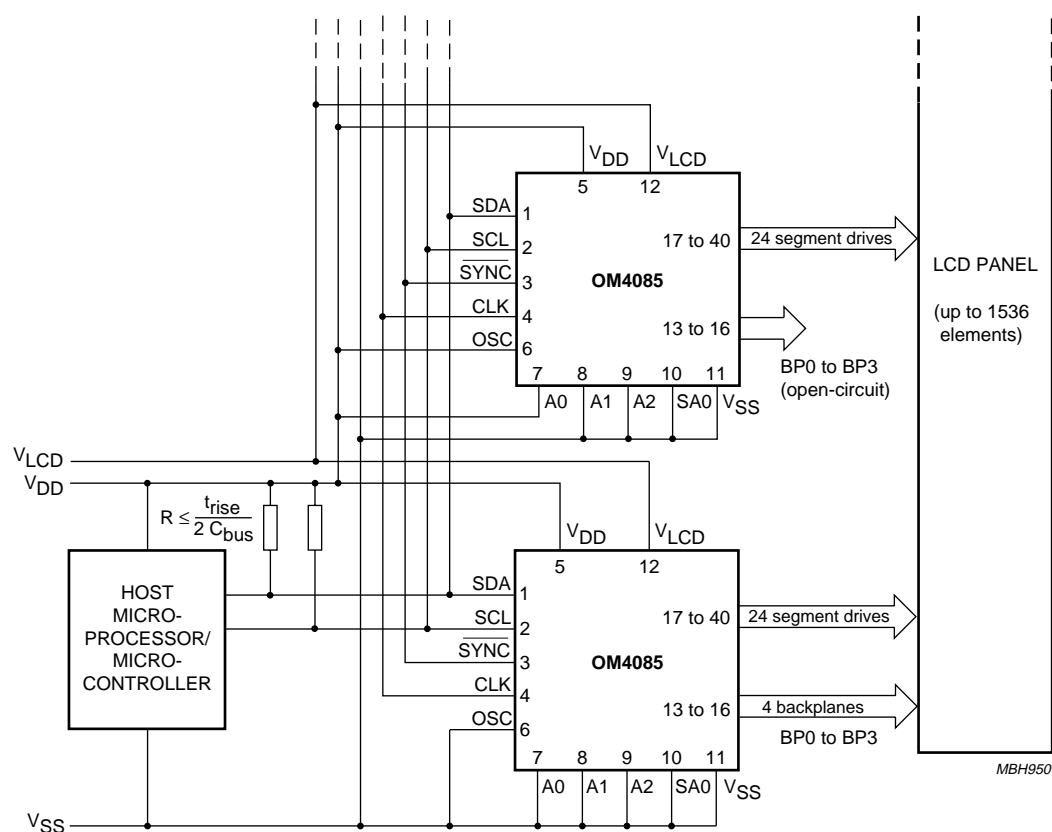 VDD
VLCD
5
12
SDA
1
SCL
2
SYNC
3
CLK
4
OSC
6
17 to 40
OM4085
13 to 16
24 segment drives
BP0 to BP3
(open-circuit)
7
8
9
10
11
A0
A1
A2
SA0
VSS
LCD PANEL
(up to 1536
elements)
VLCD
VDD
R ≤ trise
2 Cbus
HOST
MICRO-
PROCESSOR/
MICRO-
CONTROLLER
VDD
VLCD
5
12
SDA
1
SCL
2
SYNC
3
CLK
4
OSC
6
17 to 40
OM4085
13 to 16
24 segment drives
4 backplanes
BP0 to BP3
7
8
9
10
11
A0
A1
A2
SA0
VSS
MBH950
VSS